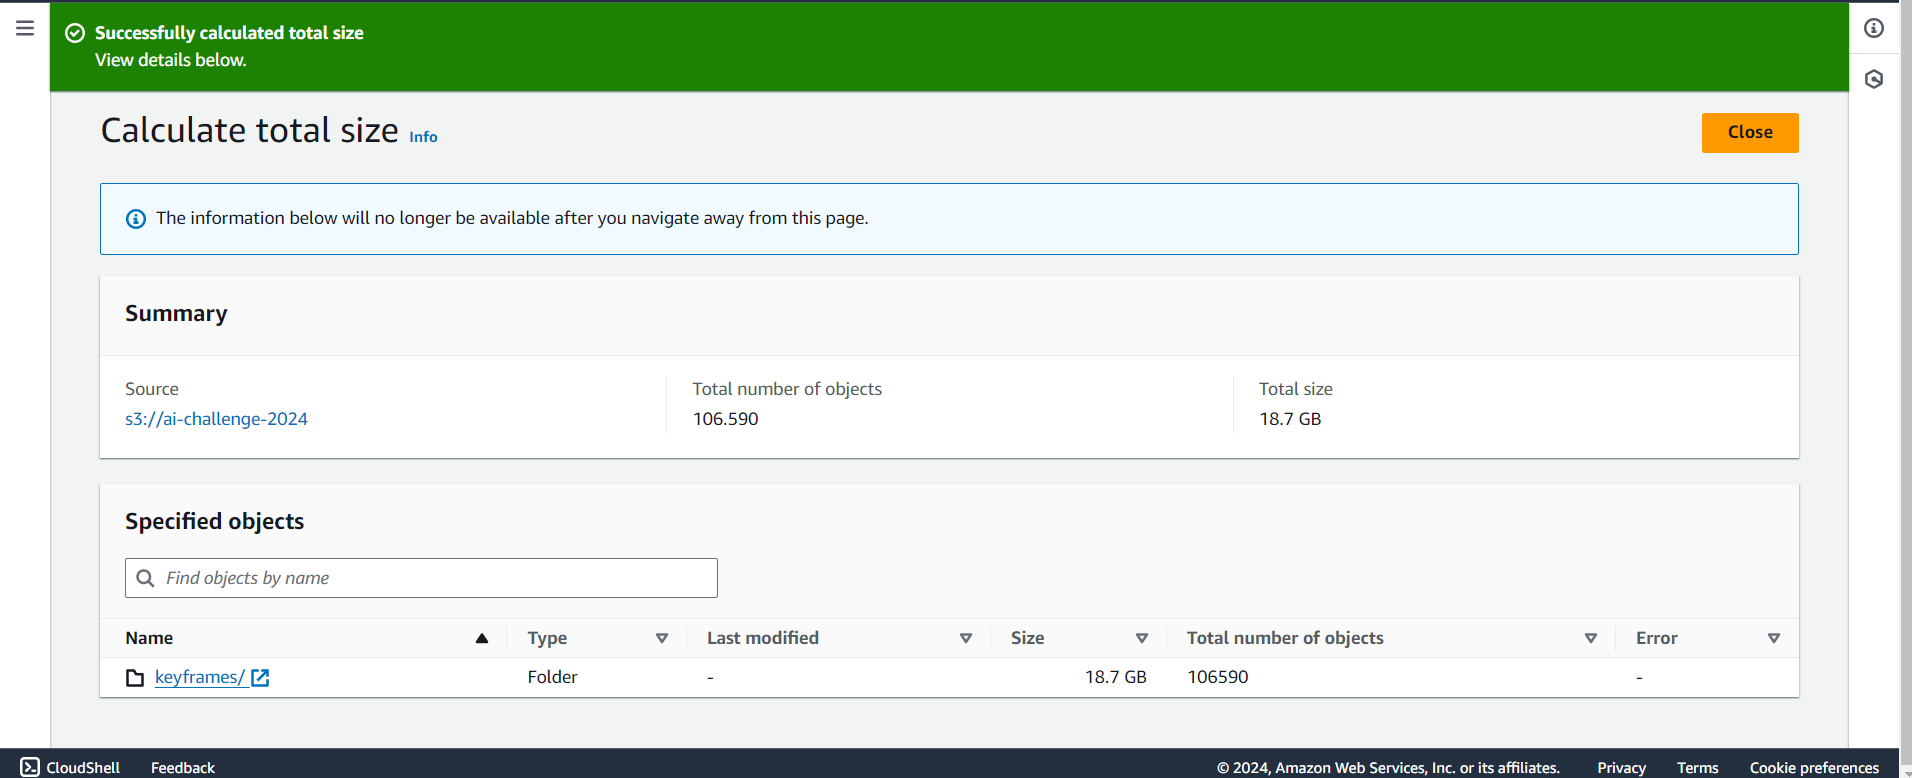 Successfully calculated total size
View details below.
Calculate total size Info
Close
The information below will no longer be available after you navigate away from this page.
Summary
Source
Total number of objects
Total size
s3://ai-challenge-2024
106.590
18.7 GB
Specified objects
Find objects by name
Name Type Last modified Size Total number of objects Error
keyframes/ Folder - 18.7 GB 106590 -
CloudShell Feedback © 2024, Amazon Web Services, Inc. or its affiliates. Privacy Terms Cookie preferences